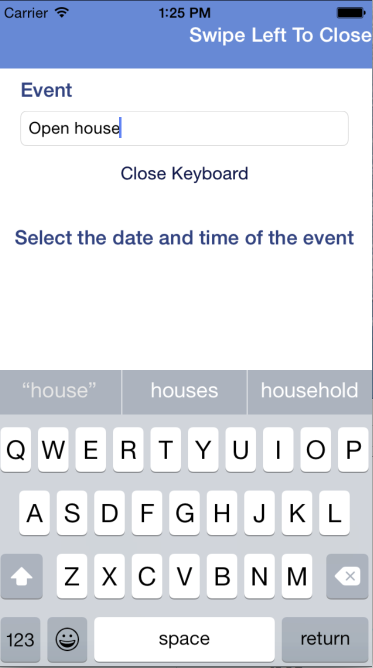 Carrier 1:25 PM
Swipe Left To Close
Event
Open house
Close Keyboard
Select the date and time of the event
“house” houses household
Q W E R T Y U I O P
A S D F G H J K L
Z X C V B N M
123 space return